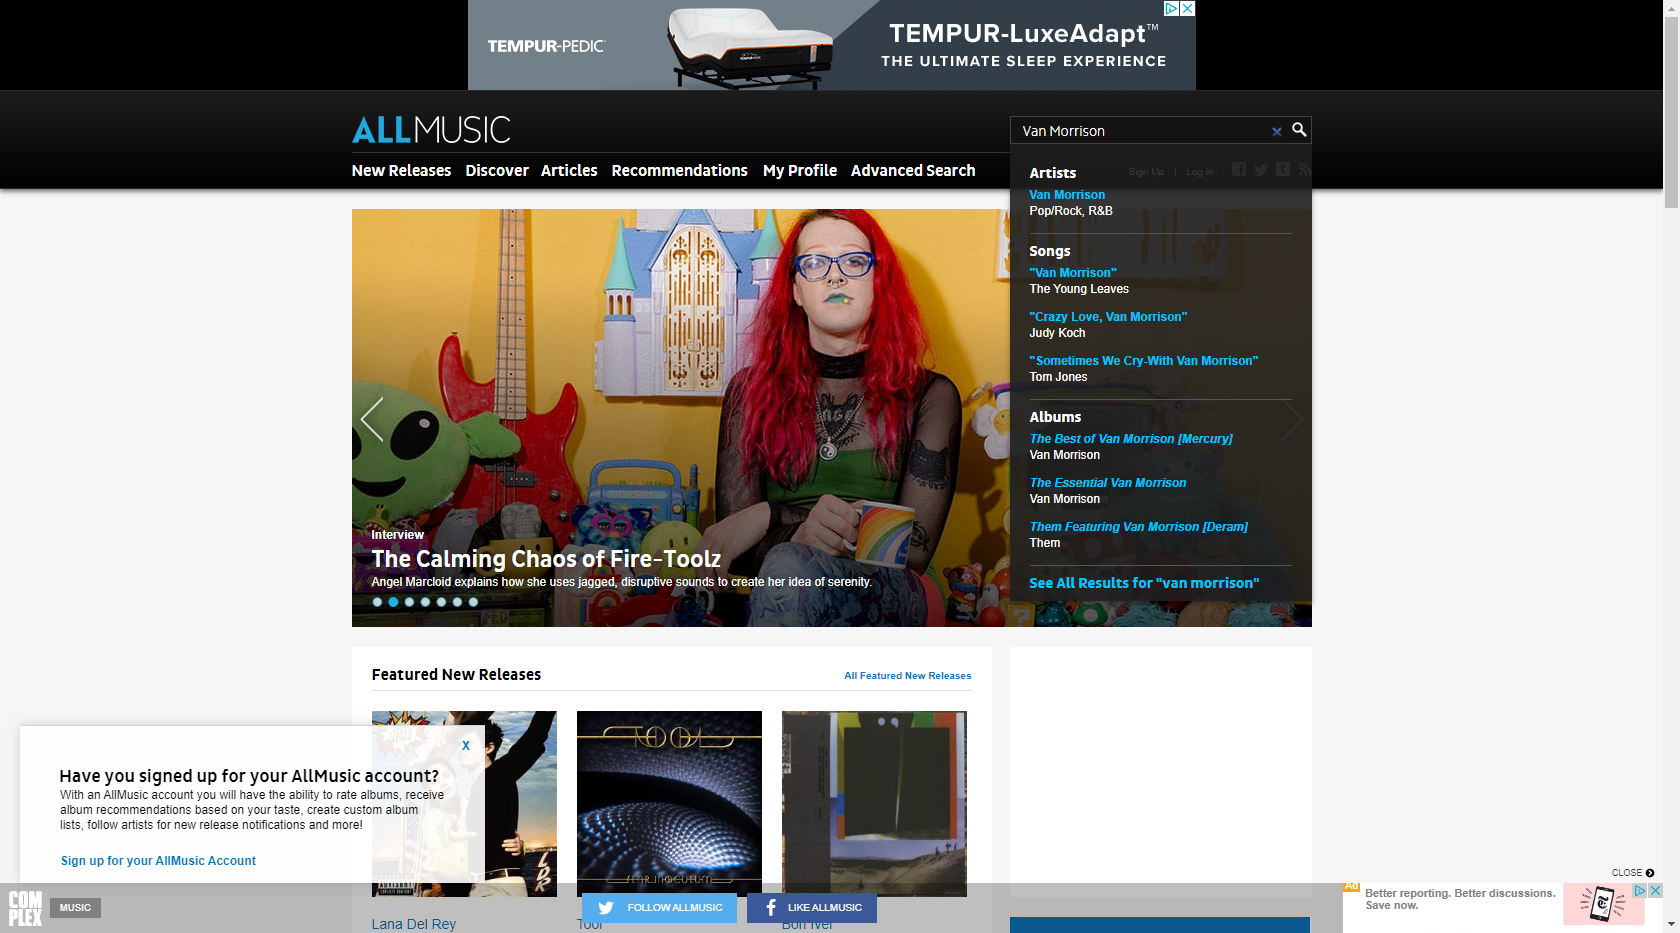 TEMPUR-PEDIC
TEMPUR-LuxeAdapt™
THE ULTIMATE SLEEP EXPERIENCE
ALLMUSIC
Van Morrison
New Releases Discover Articles Recommendations My Profile Advanced Search
Sign Up | Log in
Artists
Van Morrison
Pop/Rock, R&B
Songs
"Van Morrison"
The Young Leaves
"Crazy Love, Van Morrison"
Judy Koch
"Sometimes We Cry-With Van Morrison"
Tom Jones
Albums
The Best of Van Morrison [Mercury]
Van Morrison
The Essential Van Morrison
Van Morrison
Them Featuring Van Morrison [Deram]
Them
See All Results for "van morrison"
Interview
The Calming Chaos of Fire-Toolz
Angel Marcloid explains how she uses jagged, disruptive sounds to create her idea of serenity.
Featured New Releases
All Featured New Releases
TOOL
FEAR INOCULUM
LDR
X
Have you signed up for your AllMusic account?
With an AllMusic account you will have the ability to rate albums, receive
album recommendations based on your taste, create custom album
lists, follow artists for new release notifications and more!
Sign up for your AllMusic Account
Lana Del Rey
Tool
Bon Iver
COMPLEX
MUSIC
FOLLOW ALLMUSIC
LIKE ALLMUSIC
CLOSE
Ad
Better reporting. Better discussions.
Save now.